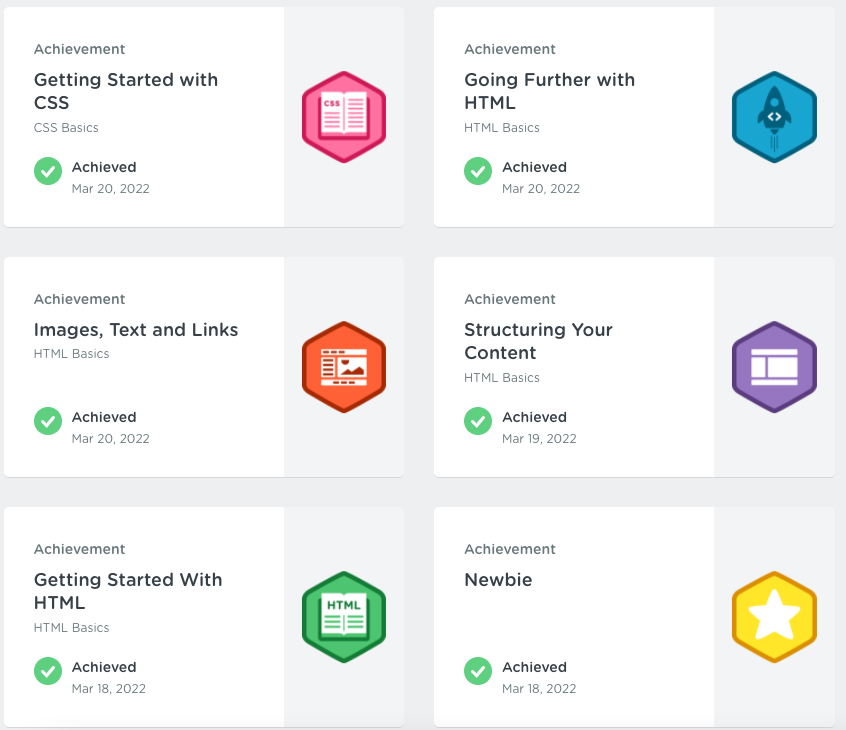 Achievement
Getting Started with
CSS
CSS Basics
Achieved
Mar 20, 2022
CSS
Achievement
Going Further with
HTML
HTML Basics
Achieved
Mar 20, 2022
<>
Achievement
Images, Text and Links
HTML Basics
Achieved
Mar 20, 2022
Achievement
Structuring Your
Content
HTML Basics
Achieved
Mar 19, 2022
Achievement
Getting Started With
HTML
HTML Basics
Achieved
Mar 18, 2022
HTML
Achievement
Newbie
Achieved
Mar 18, 2022